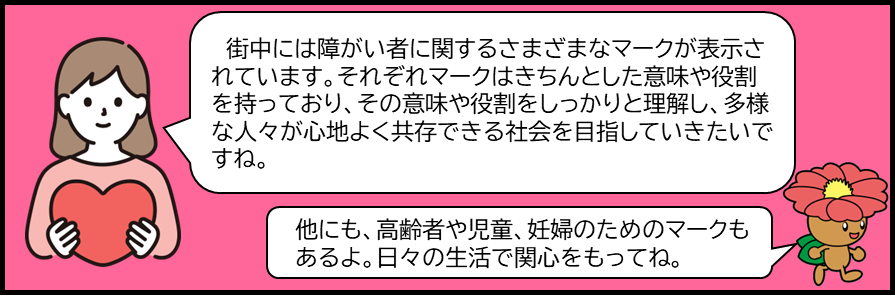 街中には障がい者に関するさまざまなマークが表示さ
れています。それぞれマークはきちんとした意味や役割
を持っており、その意味や役割をしっかりと理解し、多様
な人々が心地よく共存できる社会を目指していきたいで
すね。
他にも、高齢者や児童、妊婦のためのマークも
あるよ。日々の生活で関心をもってね。